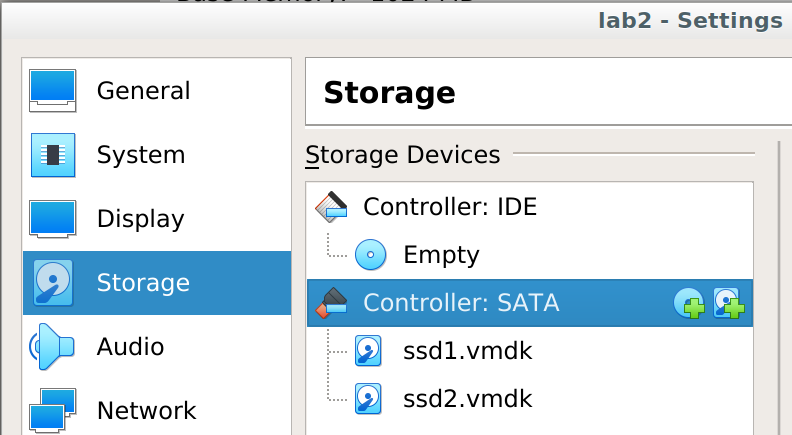 lab2 - Settings
General
System
Display
Storage
Audio
Network
Storage
Storage Devices
Controller: IDE
Empty
Controller: SATA
ssd1.vmdk
ssd2.vmdk